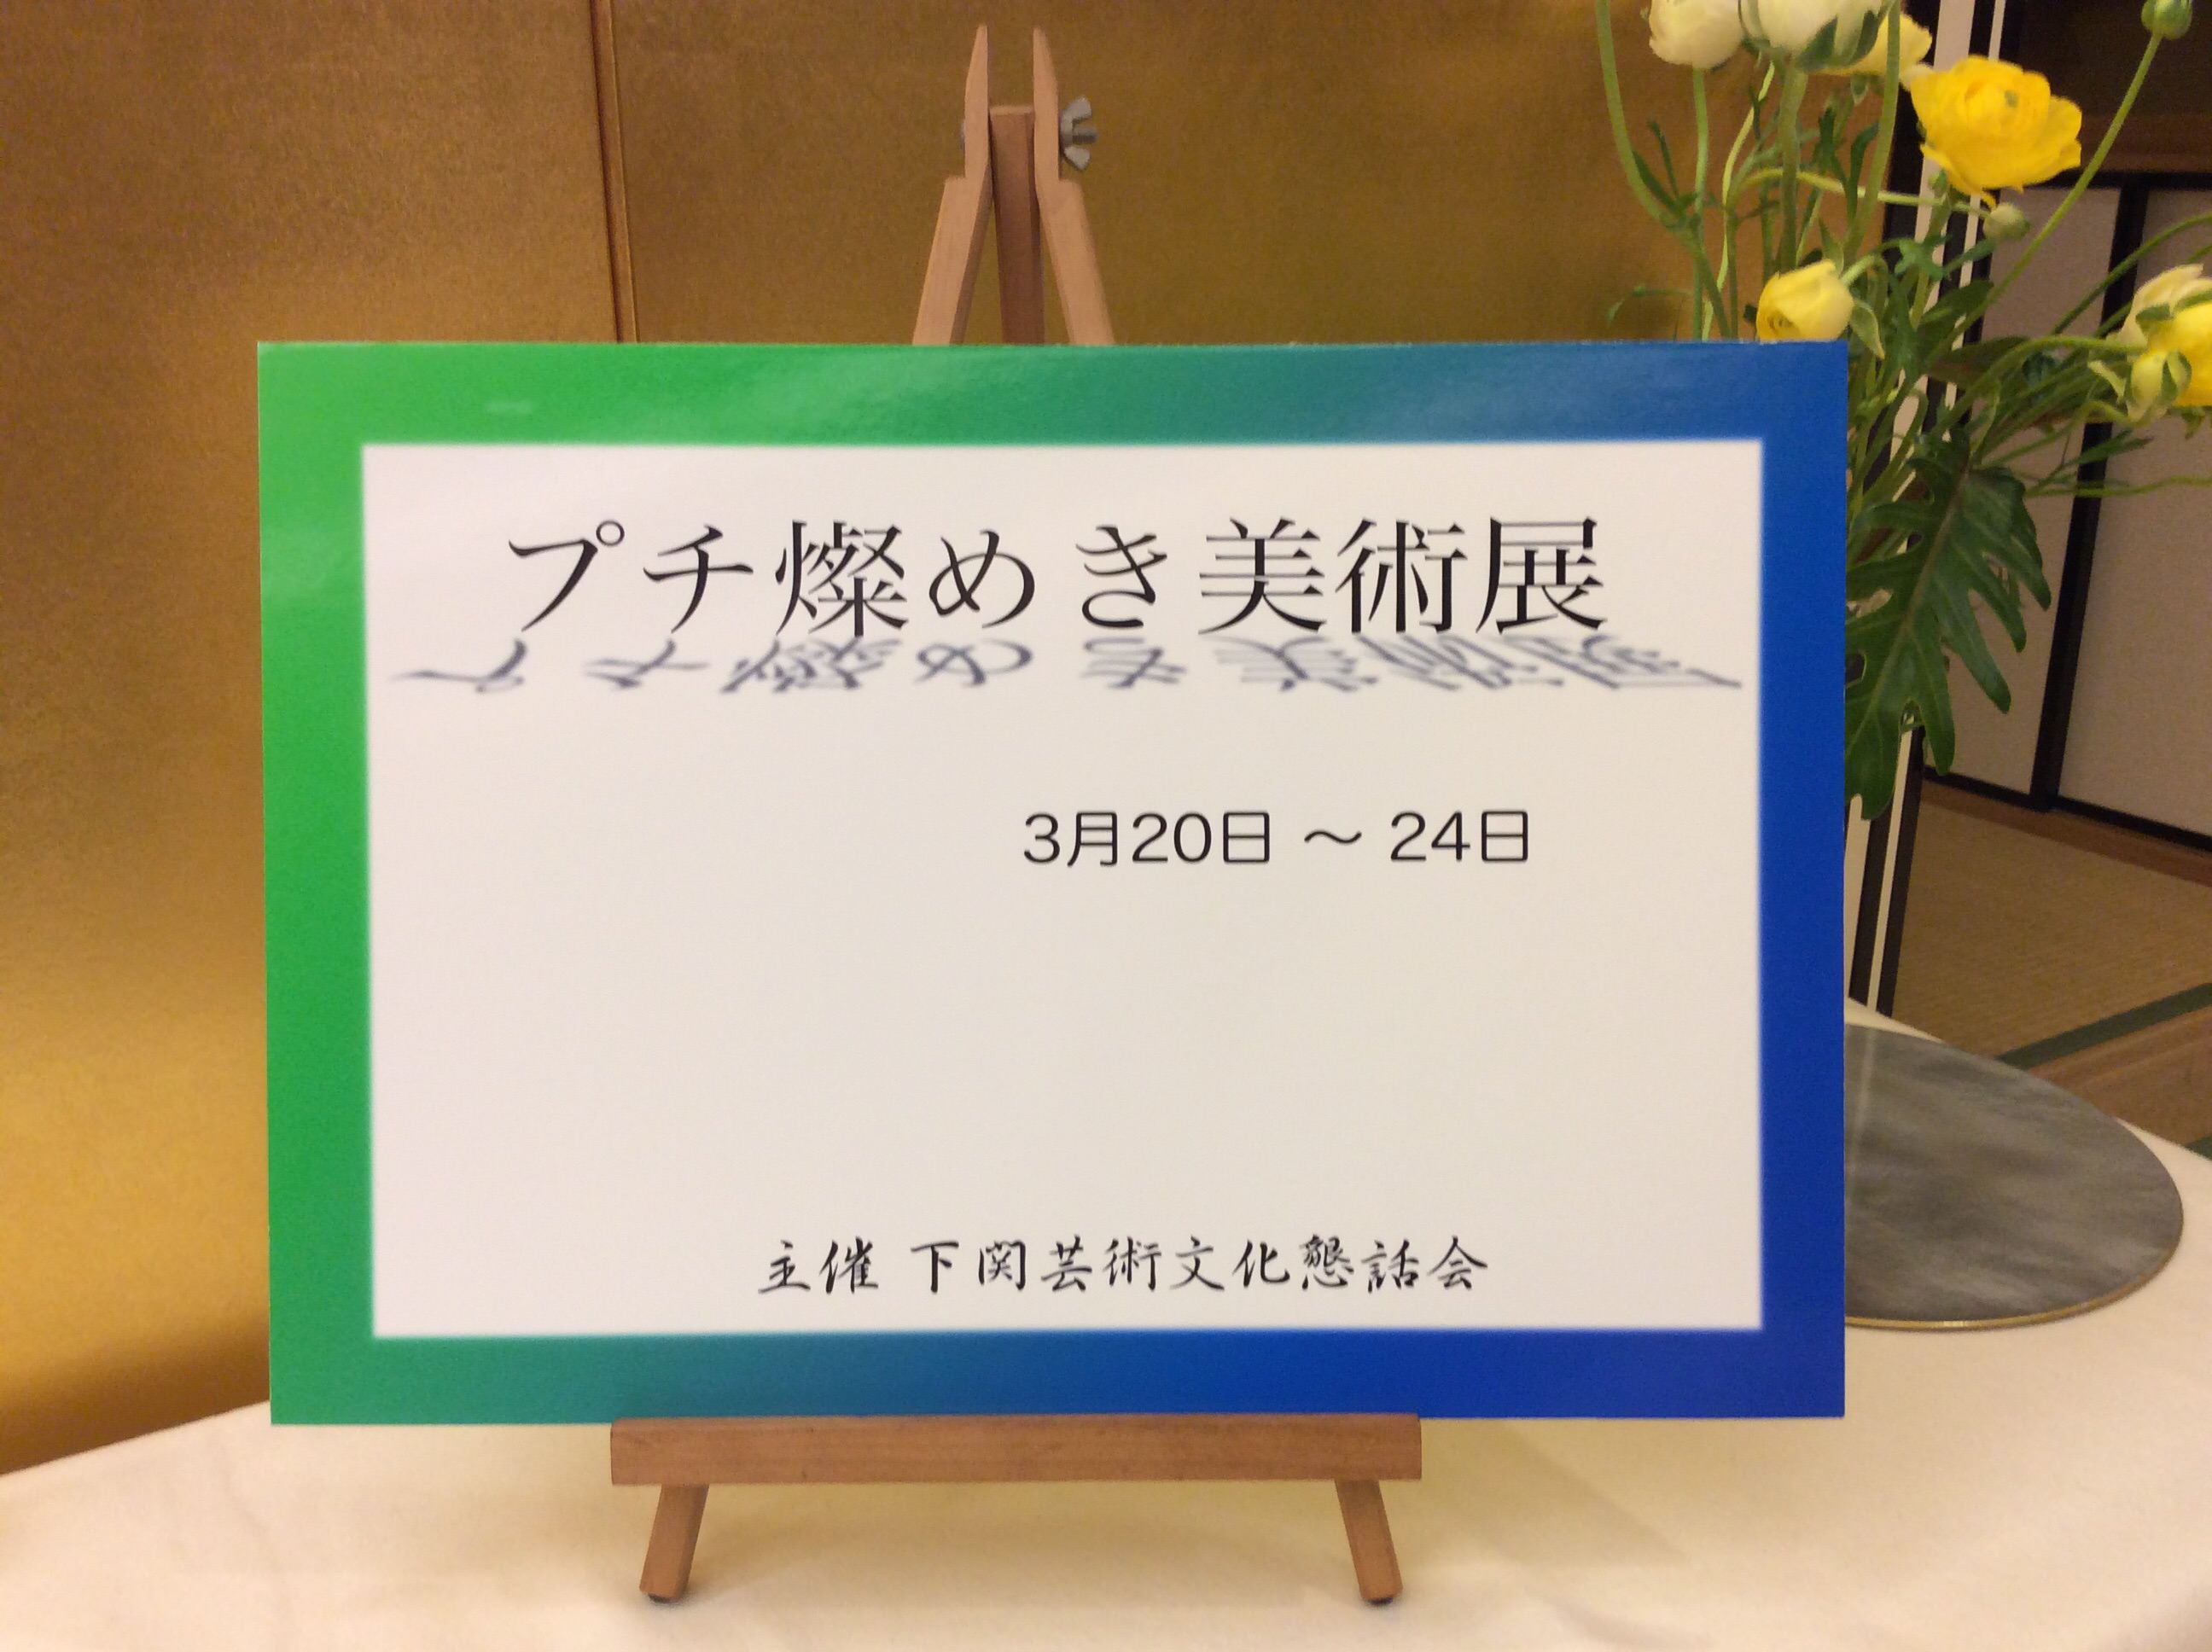 プチ燦めき美術展
3月20日 ～ 24日
主催 下関芸術文化懇話会